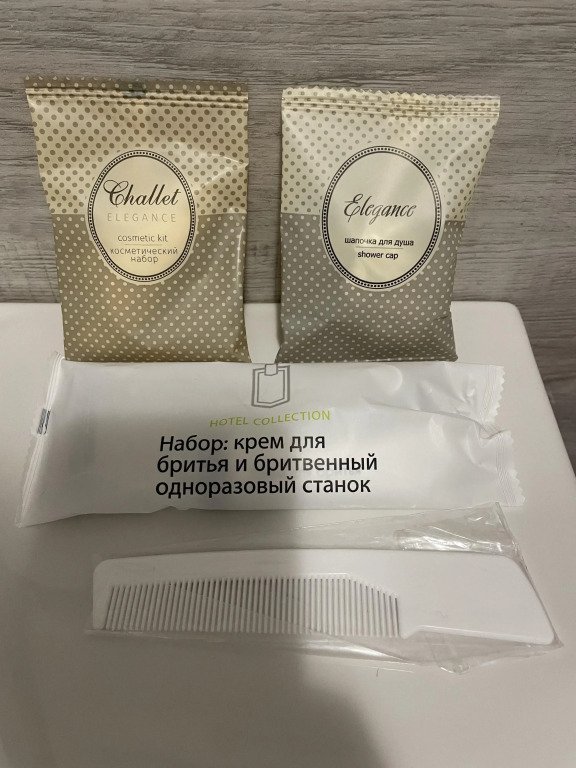 Challet
ELEGANCE
cosmetic kit
косметический
набор
Elegance
шапочка для душа
shower cap
HOTEL COLLECTION
Набор: крем для
бритья и бритвенный
одноразовый станок